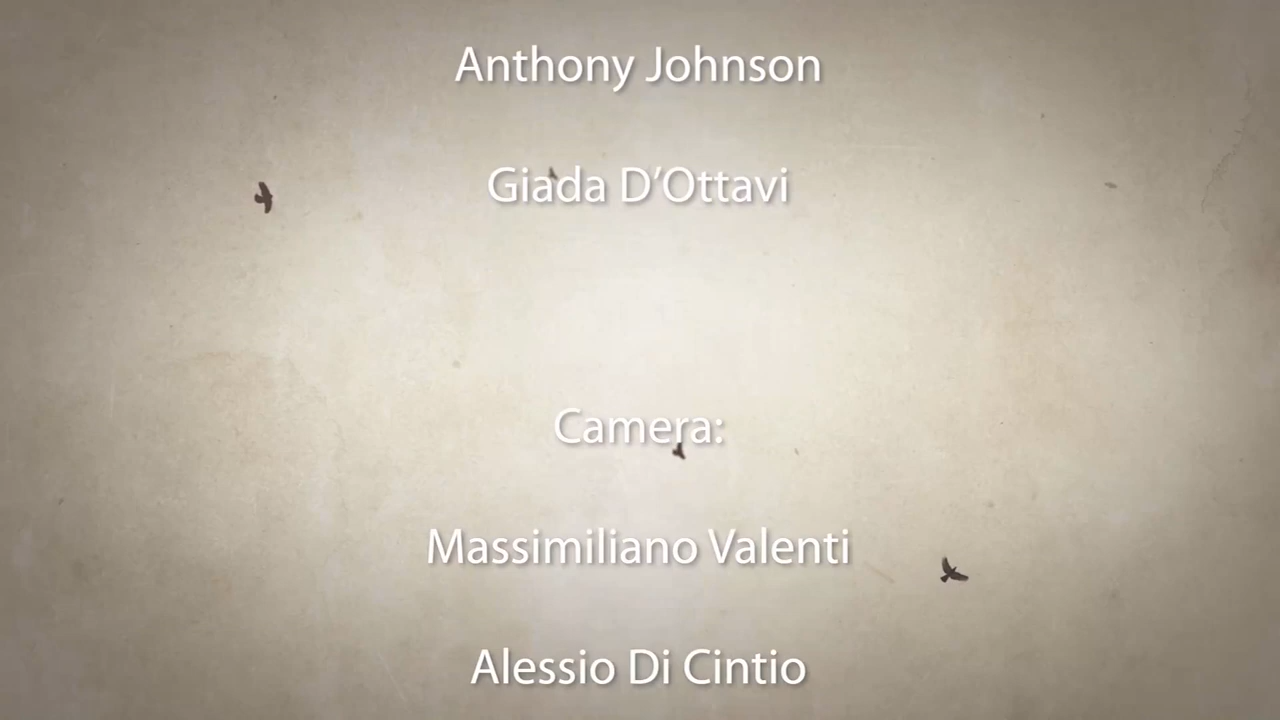 Anthony Johnson
Giada D’Ottavi
Camera:
Massimiliano Valenti
Alessio Di Cintio